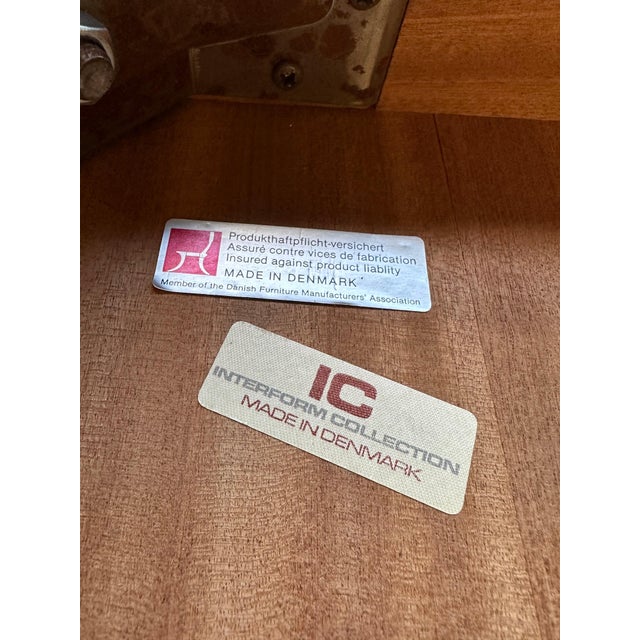 Produkthaftpflicht-versichert
Assuré contre vices de fabrication
Insured against product liablity
MADE IN DENMARK
Member of the Danish Furniture Manufacturers' Association
IC
INTERFORM COLLECTION
MADE IN DENMARK